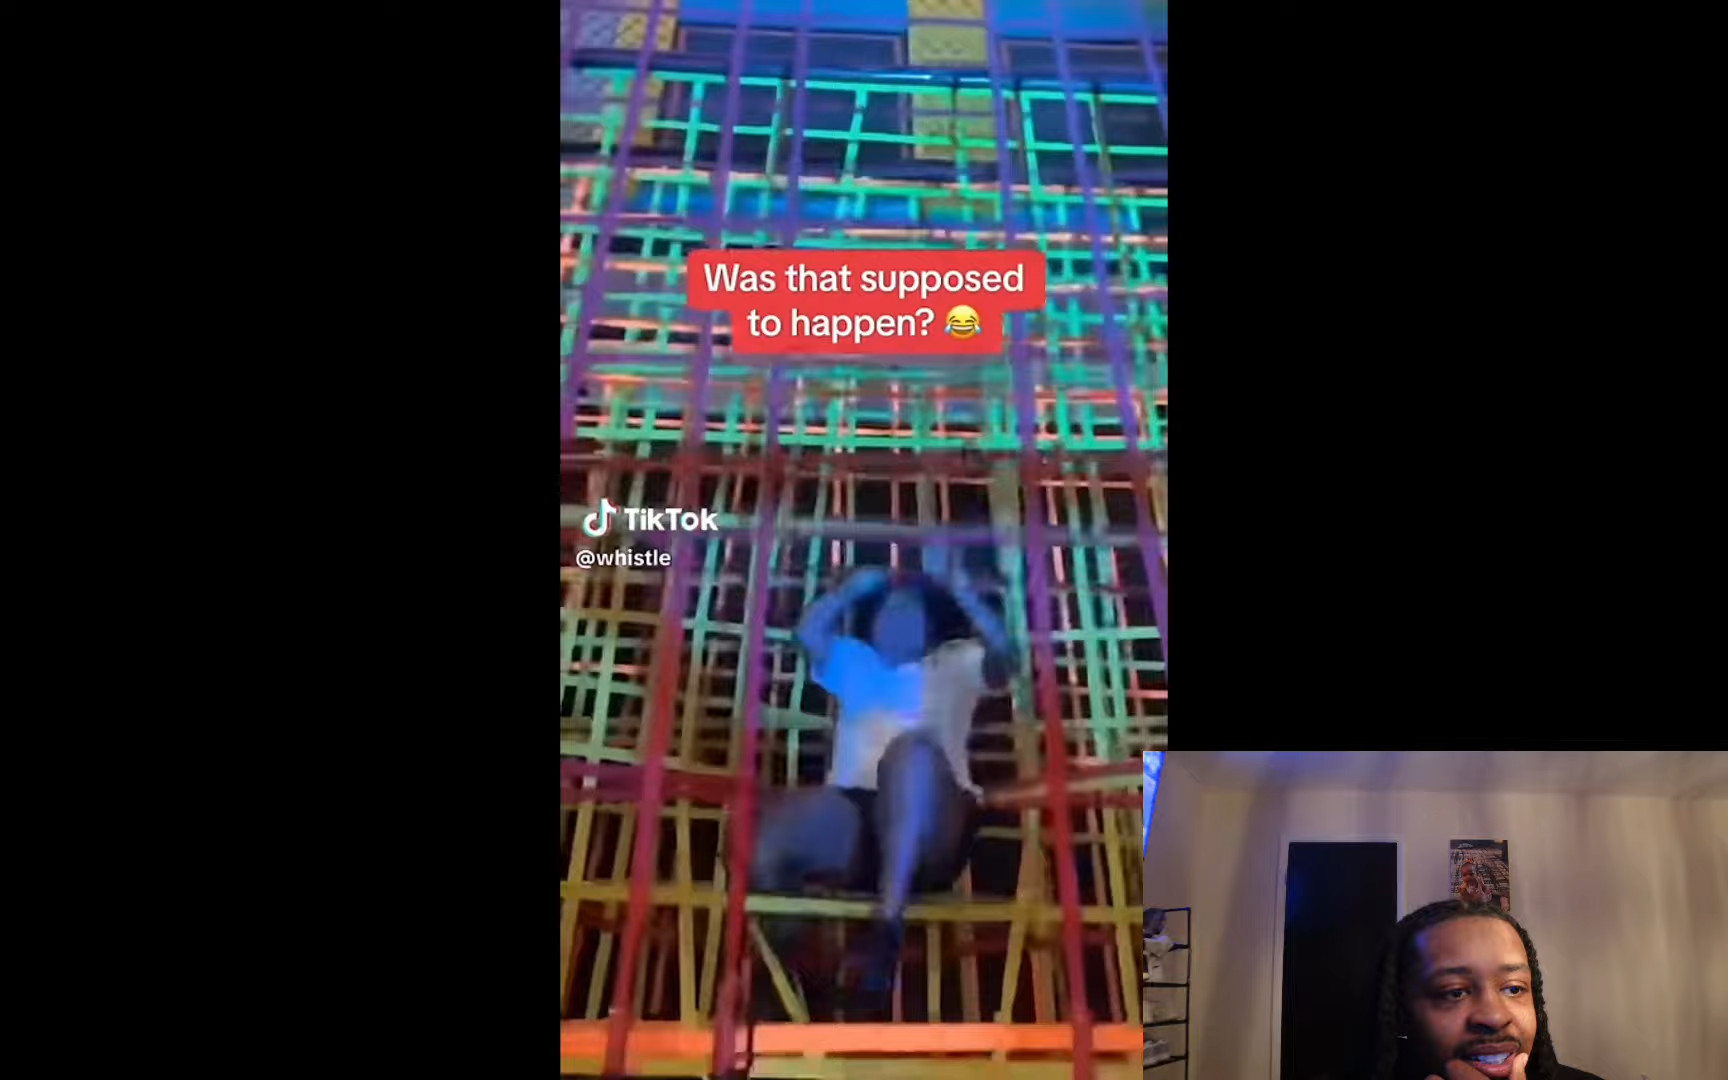 Was that supposed
to happen? 😂
TikTok
@whistle